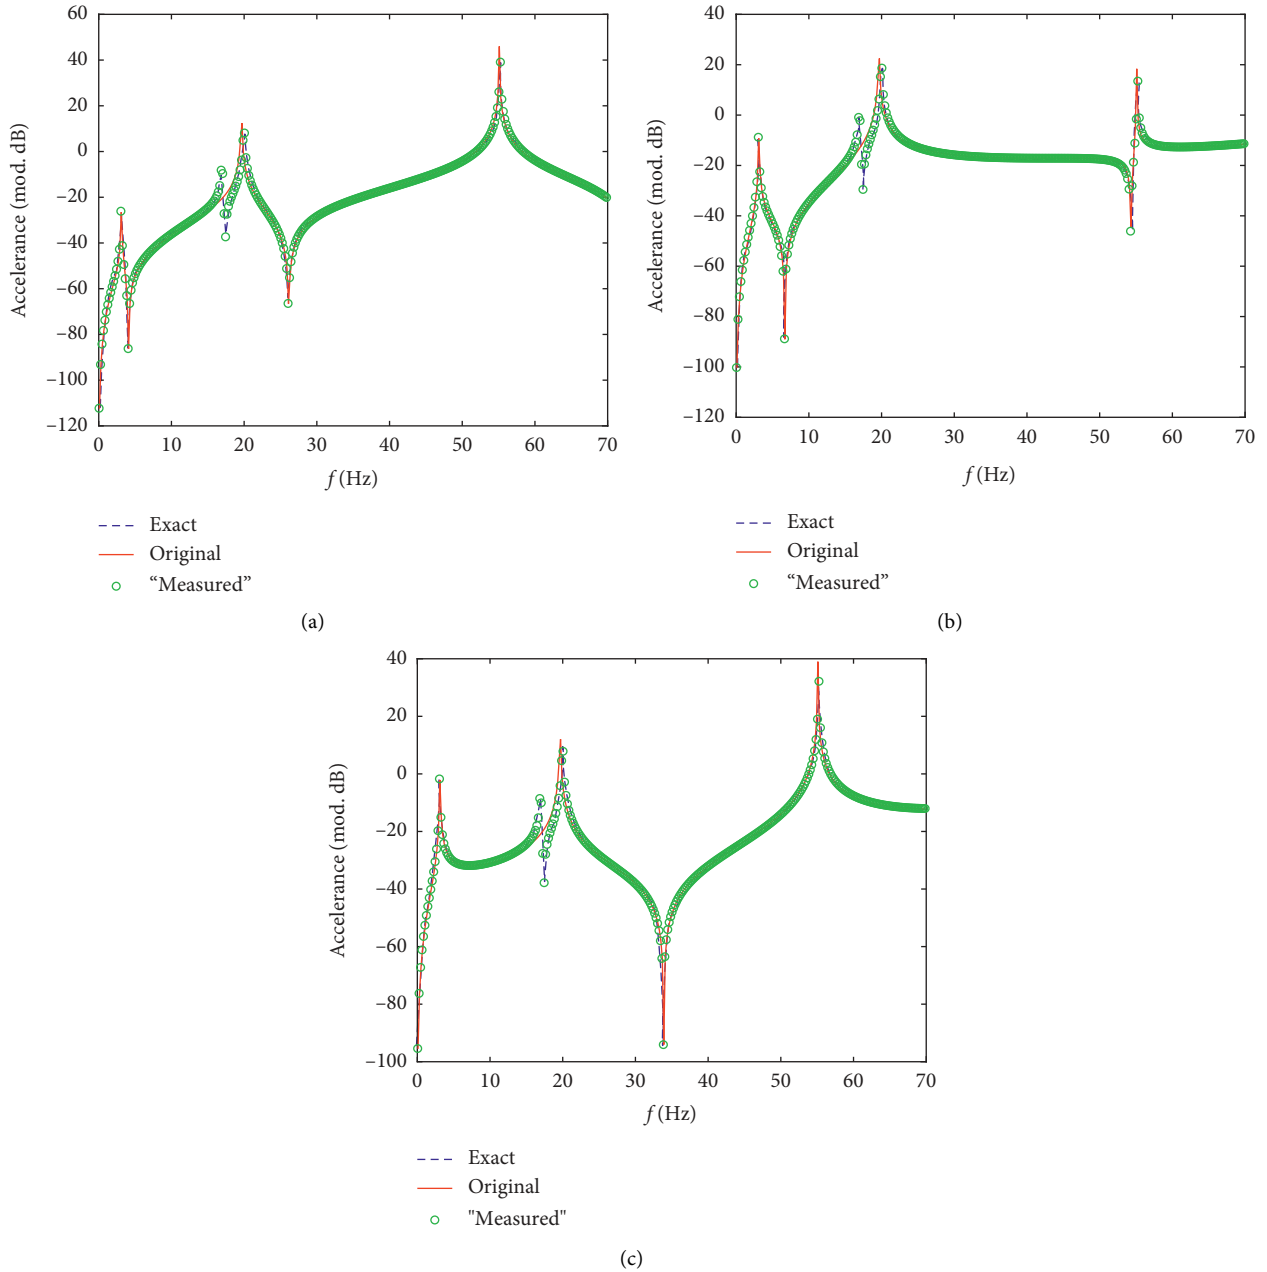 60
40
20
0
−20
−40
−60
−80
−100
−120
Accelerance (mod. dB)
0 10 20 30 40 50 60 70
f (Hz)
Exact
Original
“Measured”
(a)
40
20
0
−20
−40
−60
−80
−100
−120
Accelerance (mod. dB)
0 10 20 30 40 50 60 70
f (Hz)
Exact
Original
“Measured”
(b)
40
20
0
−20
−40
−60
−80
−100
Accelerance (mod. dB)
0 10 20 30 40 50 60 70
f (Hz)
Exact
Original
"Measured"
(c)